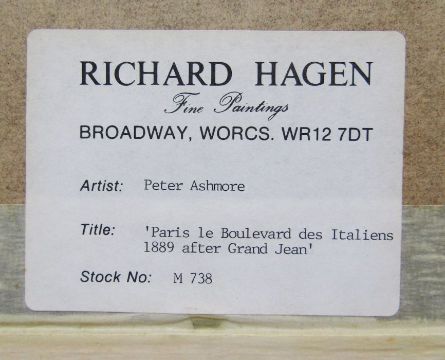 RICHARD HAGEN
Fine Paintings
BROADWAY, WORCS. WR12 7DT
Artist: Peter Ashmore
Title: 'Paris le Boulevard des Italiens
1889 after Grand Jean'
Stock No: M 738